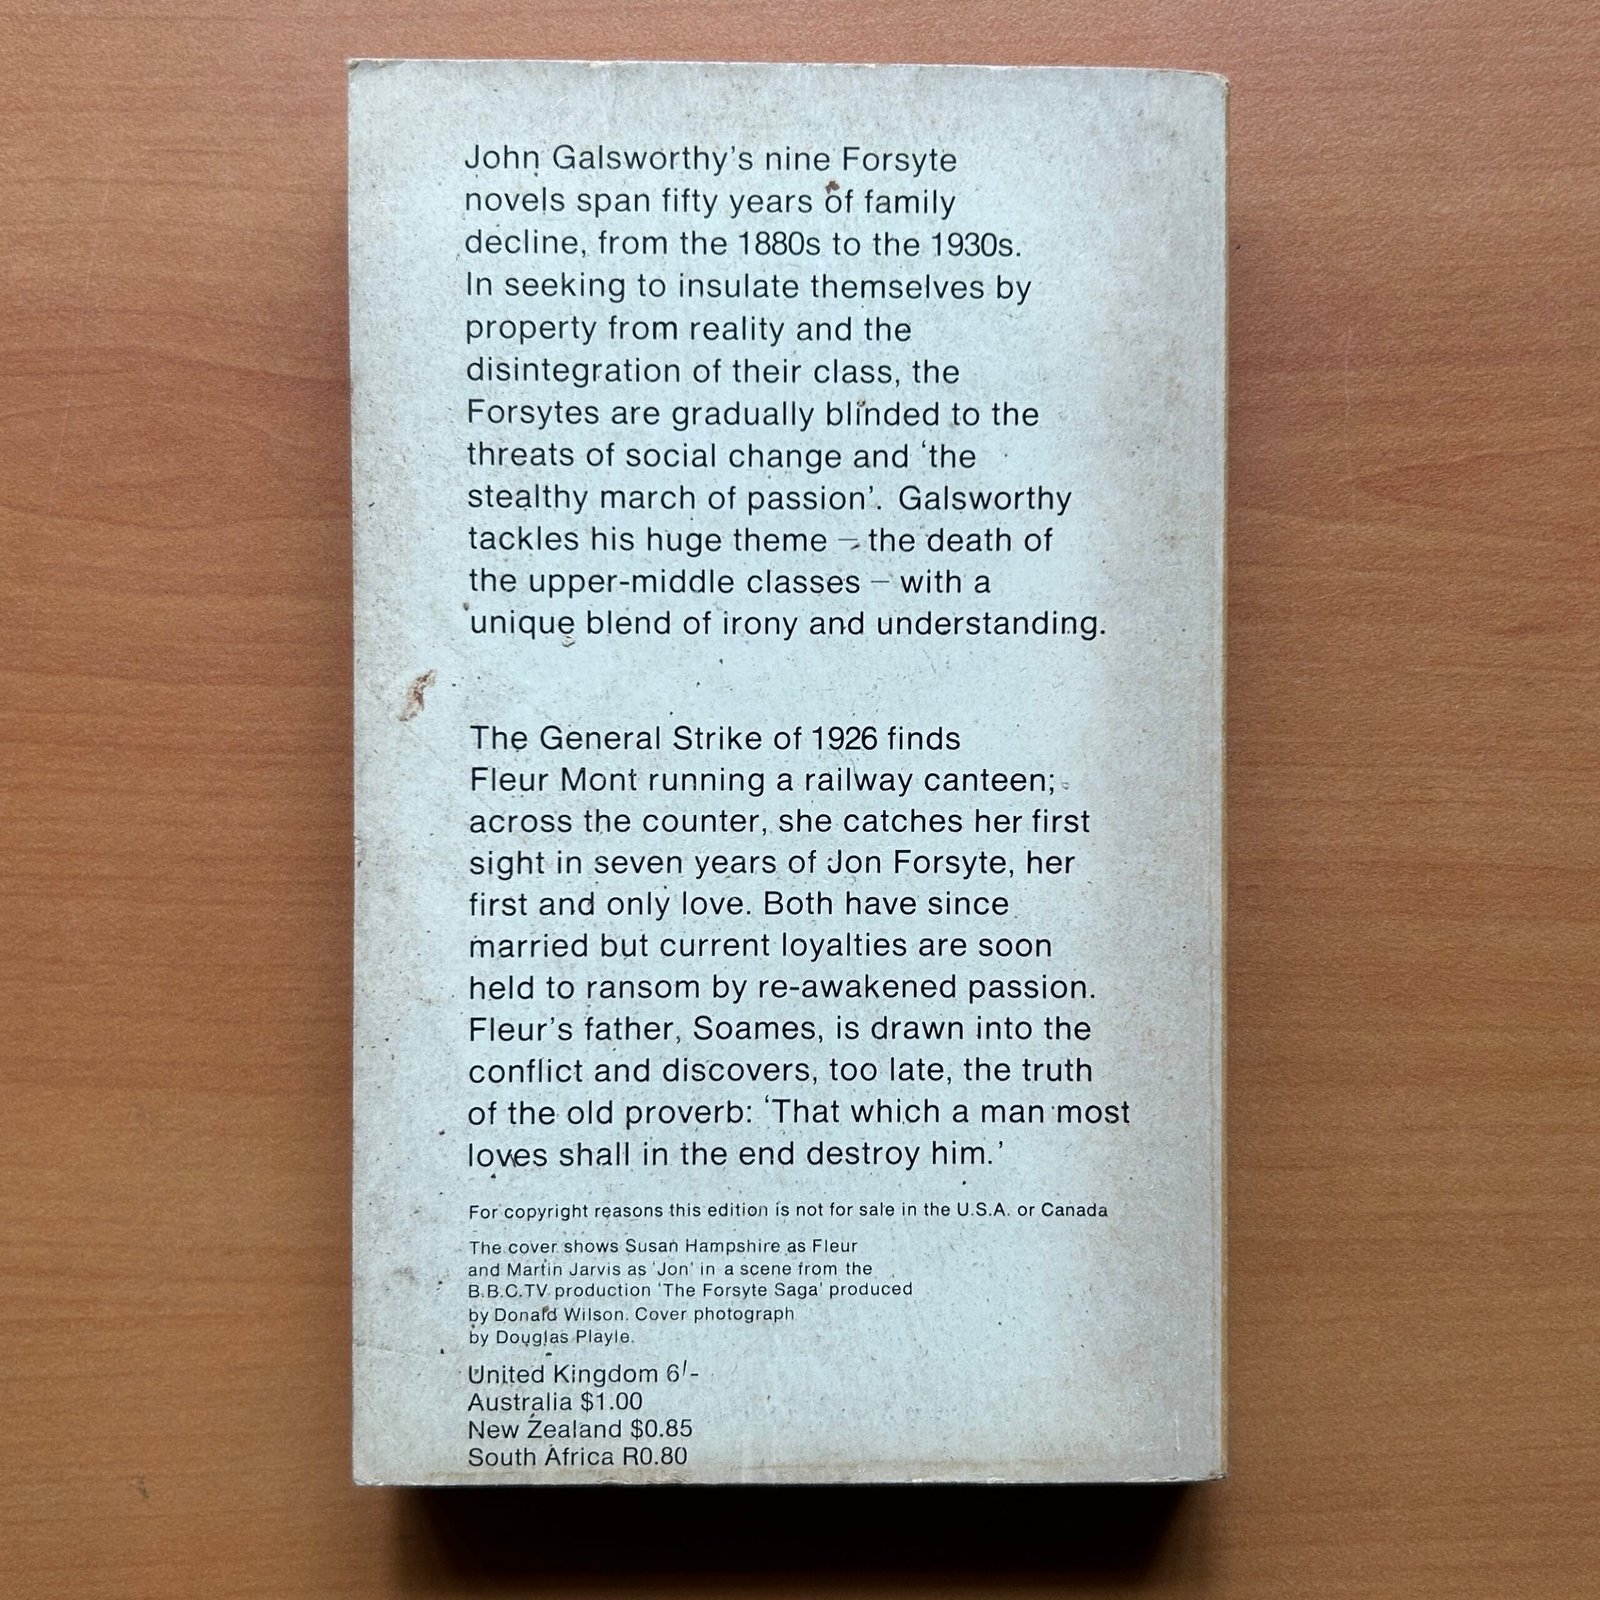 John Galsworthy's nine Forsyte
novels span fifty years of family
decline, from the 1880s to the 1930s.
In seeking to insulate themselves by
property from reality and the
disintegration of their class, the
Forsytes are gradually blinded to the
threats of social change and ‘the
stealthy march of passion’. Galsworthy
tackles his huge theme – the death of
the upper-middle classes – with a
unique blend of irony and understanding.
The General Strike of 1926 finds
Fleur Mont running a railway canteen;
across the counter, she catches her first
sight in seven years of Jon Forsyte, her
first and only love. Both have since
married but current loyalties are soon
held to ransom by re-awakened passion.
Fleur’s father, Soames, is drawn into the
conflict and discovers, too late, the truth
of the old proverb: ‘That which a man most
loves shall in the end destroy him.’
For copyright reasons this edition is not for sale in the U.S.A. or Canada
The cover shows Susan Hampshire as Fleur
and Martin Jarvis as ‘Jon’ in a scene from the
B.B.C.TV production ‘The Forsyte Saga’ produced
by Donald Wilson. Cover photograph
by Douglas Playle.
United Kingdom 6/-
Australia $1.00
New Zealand $0.85
South Africa R0.80